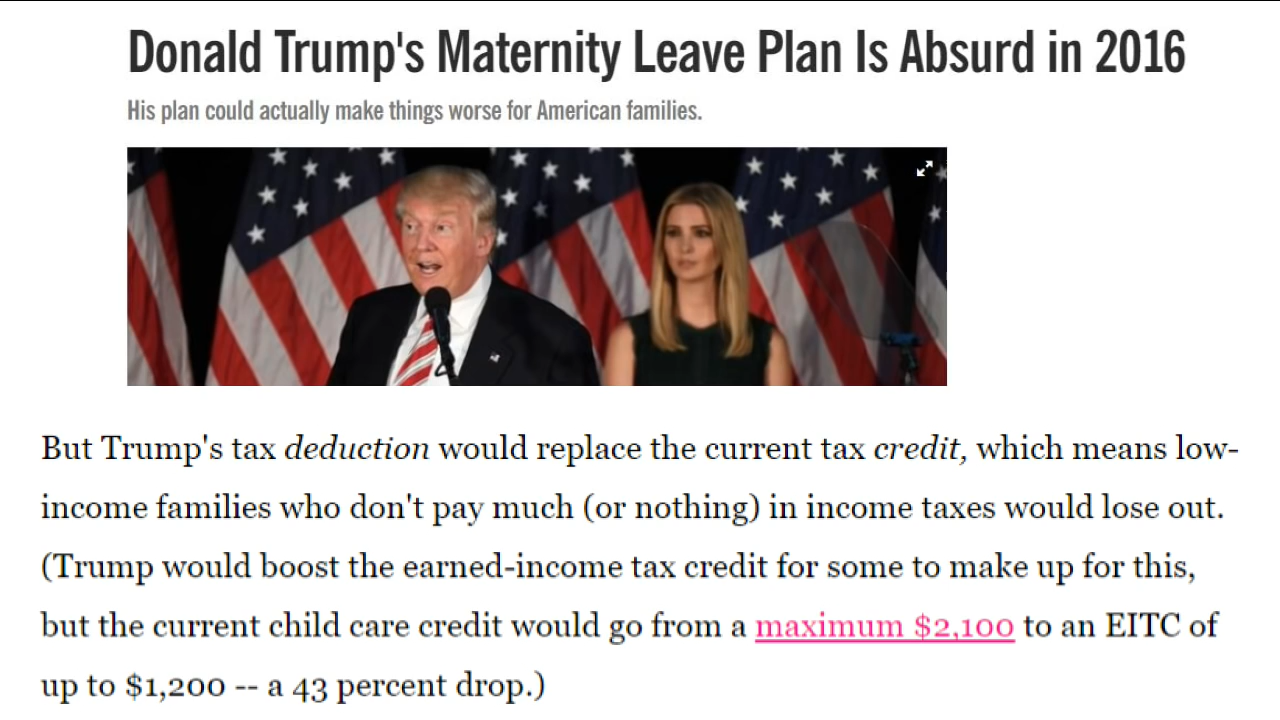 Donald Trump's Maternity Leave Plan Is Absurd in 2016
His plan could actually make things worse for American families.
But Trump's tax deduction would replace the current tax credit, which means low-
income families who don't pay much (or nothing) in income taxes would lose out.
(Trump would boost the earned-income tax credit for some to make up for this,
but the current child care credit would go from a maximum $2,100 to an EITC of
up to $1,200 -- a 43 percent drop.)